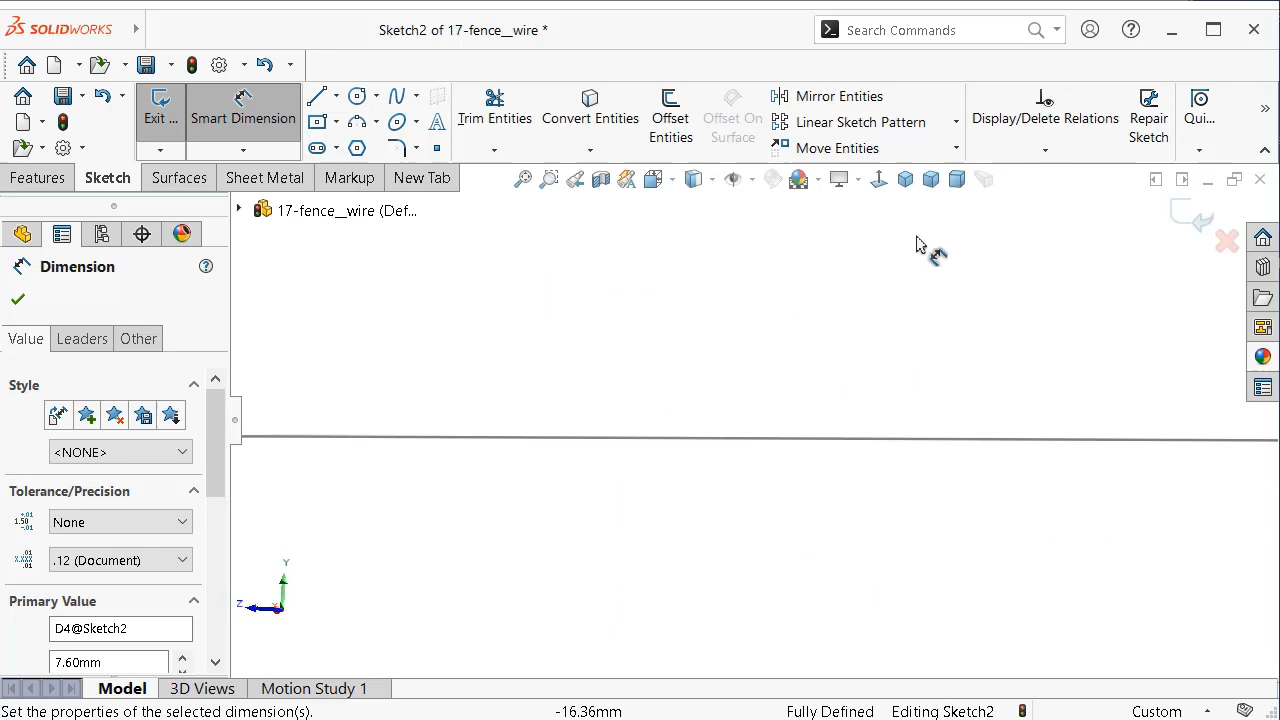 SOLIDWORKS
Sketch2 of 17-fence__wire *
Search Commands
Exit ...
Smart Dimension
Trim Entities
Convert Entities
Offset Entities
Offset On Surface
Mirror Entities
Linear Sketch Pattern
Move Entities
Display/Delete Relations
Repair Sketch
Qui...
Features
Sketch
Surfaces
Sheet Metal
Markup
New Tab
17-fence__wire (Def...
Dimension
Value
Leaders
Other
Style
<NONE>
Tolerance/Precision
None
.12 (Document)
Primary Value
D4@Sketch2
7.60mm
Y
Z
X
Model
3D Views
Motion Study 1
Set the properties of the selected dimension(s).
-16.36mm
Fully Defined
Editing Sketch2
Custom